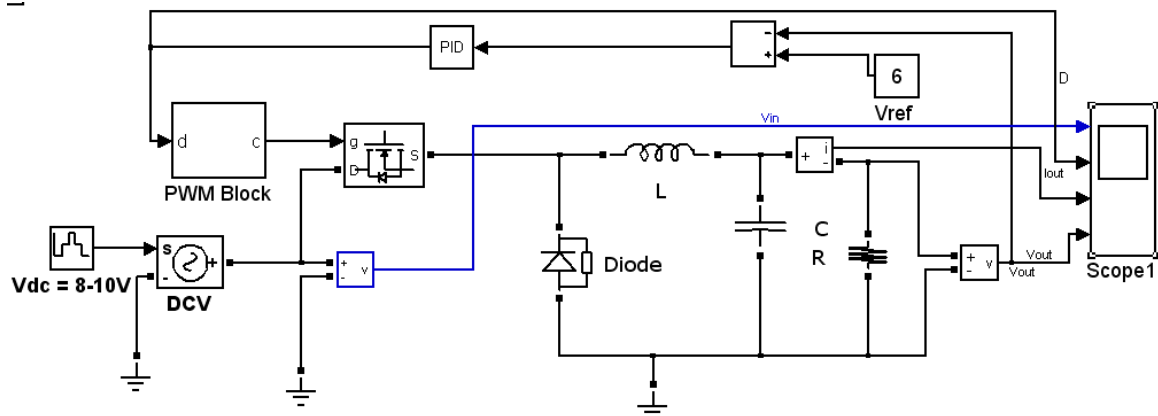 PID
-
+
6
Vref
D
d
c
PWM Block
g
D
S
Vin
L
+
i
-
Iout
Vdc = 8-10V
s
-
+
DCV
+
-
v
Diode
C
R
+
-
v
Vout
Vout
Scope1